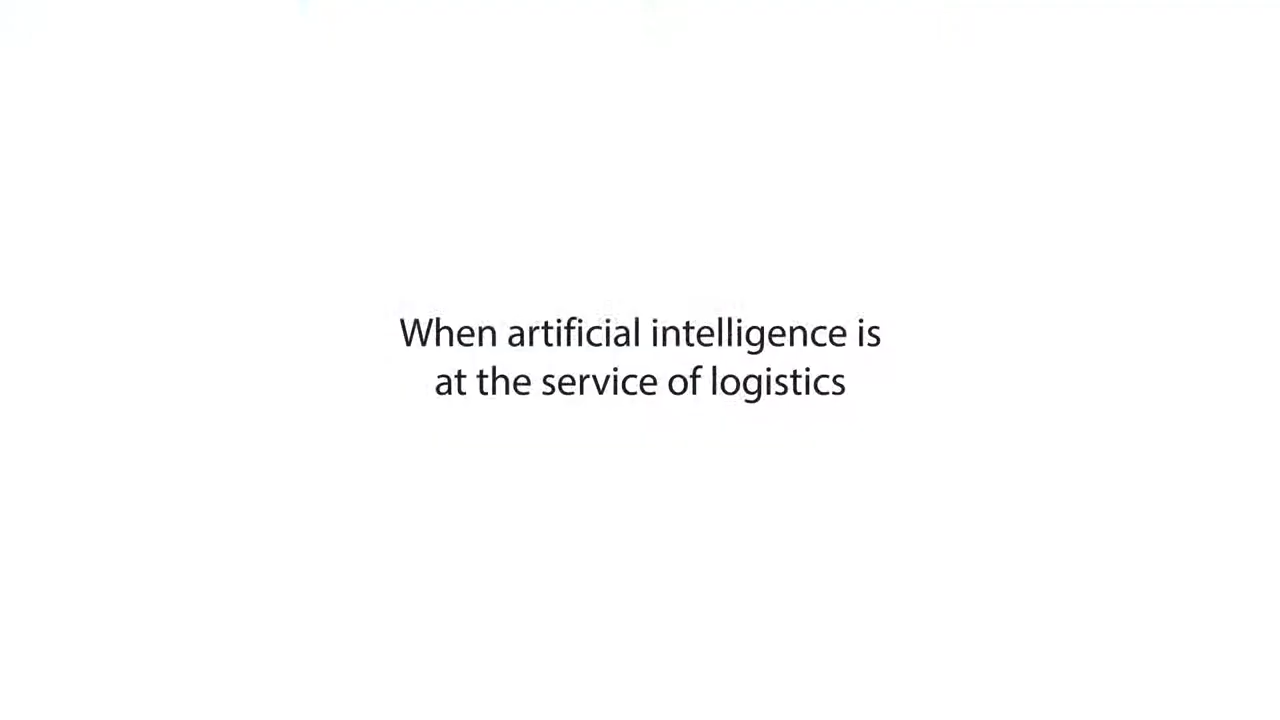 When artificial intelligence is
at the service of logistics